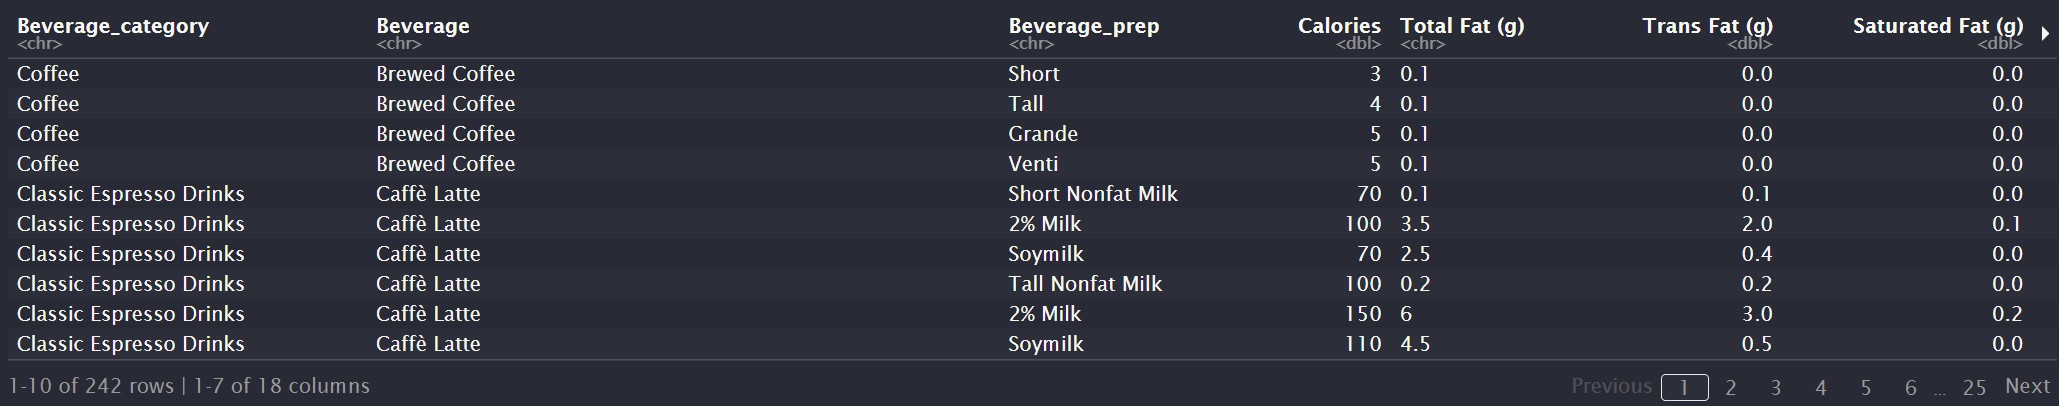 Beverage_category Beverage Beverage_prep Calories Total Fat (g) Trans Fat (g) Saturated Fat (g)
<chr> <chr> <chr> <dbl> <chr> <dbl> <dbl>
Coffee Brewed Coffee Short 3 0.1 0.0 0.0
Coffee Brewed Coffee Tall 4 0.1 0.0 0.0
Coffee Brewed Coffee Grande 5 0.1 0.0 0.0
Coffee Brewed Coffee Venti 5 0.1 0.0 0.0
Classic Espresso Drinks Caffè Latte Short Nonfat Milk 70 0.1 0.1 0.0
Classic Espresso Drinks Caffè Latte 2% Milk 100 3.5 2.0 0.1
Classic Espresso Drinks Caffè Latte Soymilk 70 2.5 0.4 0.0
Classic Espresso Drinks Caffè Latte Tall Nonfat Milk 100 0.2 0.2 0.0
Classic Espresso Drinks Caffè Latte 2% Milk 150 6 3.0 0.2
Classic Espresso Drinks Caffè Latte Soymilk 110 4.5 0.5 0.0
1-10 of 242 rows | 1-7 of 18 columns Previous 1 2 3 4 5 6 ... 25 Next